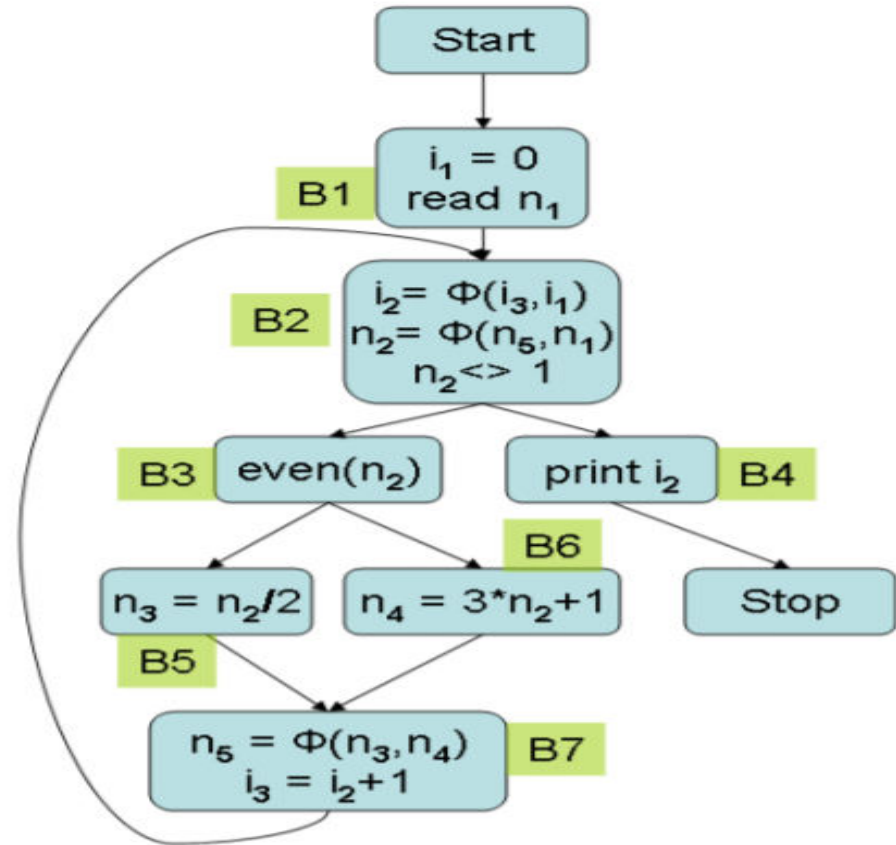 Start
i₁ = 0
read n₁
B1
i₂= Φ(i₃,i₁)
n₂= Φ(n₅,n₁)
n₂<> 1
B2
B3
even(n₂)
print i₂
B4
B6
n₃ = n₂/2
n₄ = 3*n₂+1
Stop
B5
n₅ = Φ(n₃,n₄)
i₃ = i₂+1
B7